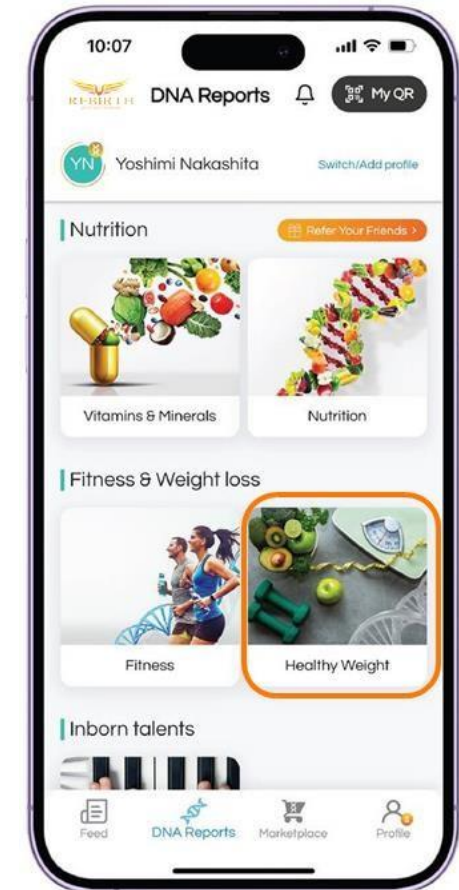 10:07
REBIRTH
DNA Reports
My QR
YN
Yoshimi Nakashita
Switch/Add profile
Nutrition
Refer Your Friends >
Vitamins & Minerals
Nutrition
Fitness & Weight loss
Fitness
Healthy Weight
Inborn talents
Feed
DNA Reports
Marketplace
Profile